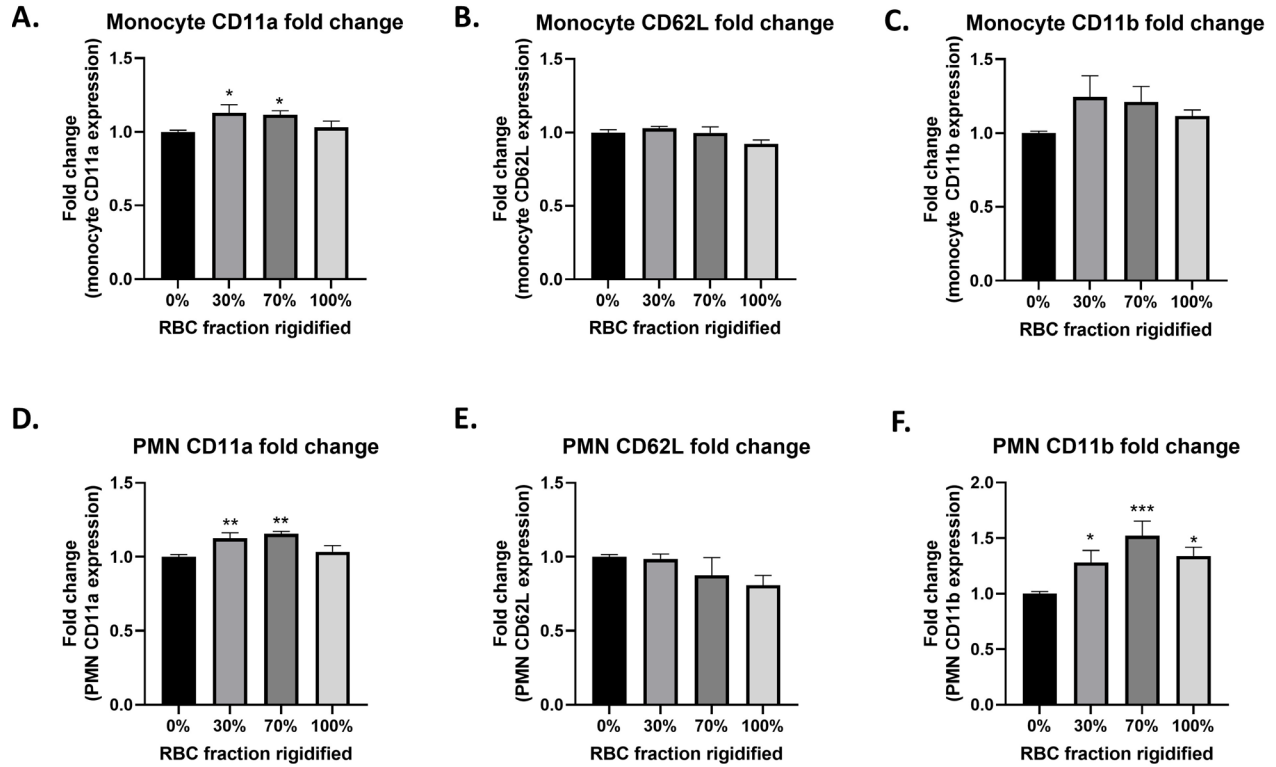 A.
Monocyte CD11a fold change
Fold change
(monocyte CD11a expression)
1.5
1.0
0.5
0.0
* *
0% 30% 70% 100%
RBC fraction rigidified
B.
Monocyte CD62L fold change
Fold change
(monocyte CD62L expression)
1.5
1.0
0.5
0.0
0% 30% 70% 100%
RBC fraction rigidified
C.
Monocyte CD11b fold change
Fold change
(monocyte CD11b expression)
1.5
1.0
0.5
0.0
0% 30% 70% 100%
RBC fraction rigidified
D.
PMN CD11a fold change
Fold change
(PMN CD11a expression)
1.5
1.0
0.5
0.0
** **
0% 30% 70% 100%
RBC fraction rigidified
E.
PMN CD62L fold change
Fold change
(PMN CD62L expression)
1.5
1.0
0.5
0.0
0% 30% 70% 100%
RBC fraction rigidified
F.
PMN CD11b fold change
Fold change
(PMN CD11b expression)
2.0
1.5
1.0
0.5
0.0
* *** *
0% 30% 70% 100%
RBC fraction rigidified